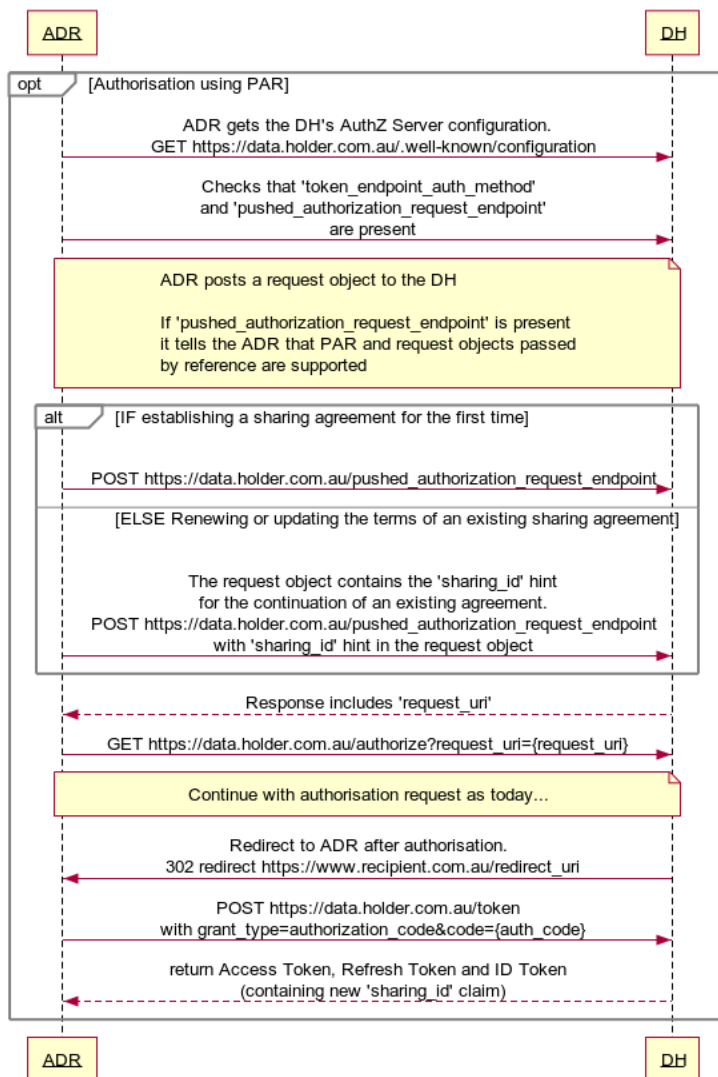 ADR DH
opt [Authorisation using PAR]
ADR gets the DH's AuthZ Server configuration.
GET https://data.holder.com.au/.well-known/configuration
Checks that 'token_endpoint_auth_method'
and 'pushed_authorization_request_endpoint'
are present
ADR posts a request object to the DH
If 'pushed_authorization_request_endpoint' is present
it tells the ADR that PAR and request objects passed
by reference are supported
alt [IF establishing a sharing agreement for the first time]
POST https://data.holder.com.au/pushed_authorization_request_endpoint
[ELSE Renewing or updating the terms of an existing sharing agreement]
The request object contains the 'sharing_id' hint
for the continuation of an existing agreement.
POST https://data.holder.com.au/pushed_authorization_request_endpoint
with 'sharing_id' hint in the request object
Response includes 'request_uri'
GET https://data.holder.com.au/authorize?request_uri={request_uri}
Continue with authorisation request as today...
Redirect to ADR after authorisation.
302 redirect https://www.recipient.com.au/redirect_uri
POST https://data.holder.com.au/token
with grant_type=authorization_code&code={auth_code}
return Access Token, Refresh Token and ID Token
(containing new 'sharing_id' claim)
ADR DH